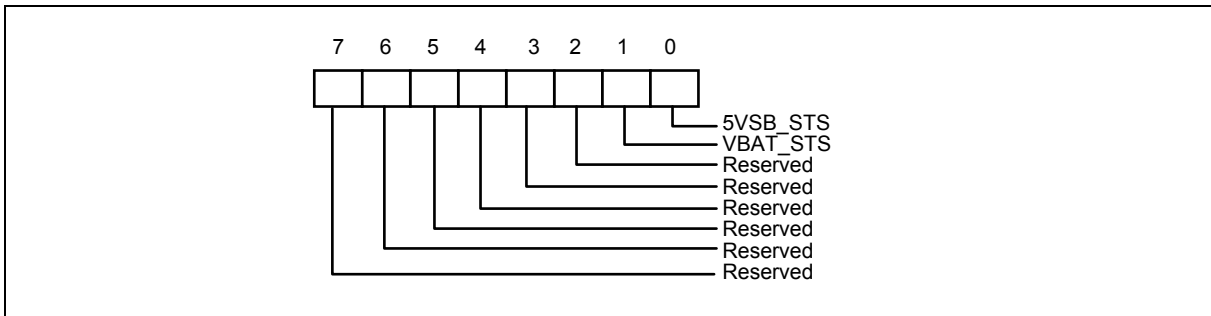 7 6 5 4 3 2 1 0
5VSB_STS
VBAT_STS
Reserved
Reserved
Reserved
Reserved
Reserved
Reserved